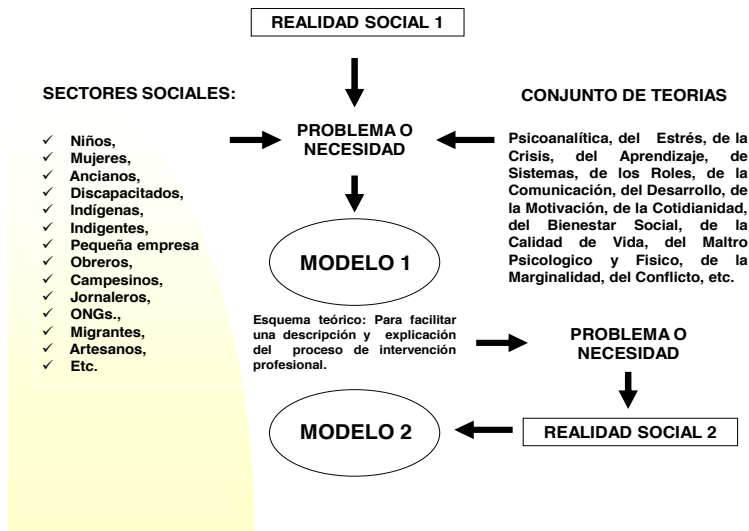 REALIDAD SOCIAL 1
SECTORES SOCIALES:
✓ Niños,
✓ Mujeres,
✓ Ancianos,
✓ Discapacitados,
✓ Indígenas,
✓ Indigentes,
✓ Pequeña empresa
✓ Obreros,
✓ Campesinos,
✓ Jornaleros,
✓ ONGs.,
✓ Migrantes,
✓ Artesanos,
✓ Etc.
PROBLEMA O
NECESIDAD
CONJUNTO DE TEORIAS
Psicoanalítica, del Estrés, de la
Crisis, del Aprendizaje, de
Sistemas, de los Roles, de la
Comunicación, del Desarrollo, de
la Motivación, de la Cotidianidad,
del Bienestar Social, de la
Calidad de Vida, del Maltro
Psicologico y Fisico, de la
Marginalidad, del Conflicto, etc.
MODELO 1
Esquema teórico: Para facilitar
una descripción y explicación
del proceso de intervención
profesional.
PROBLEMA O
NECESIDAD
REALIDAD SOCIAL 2
MODELO 2